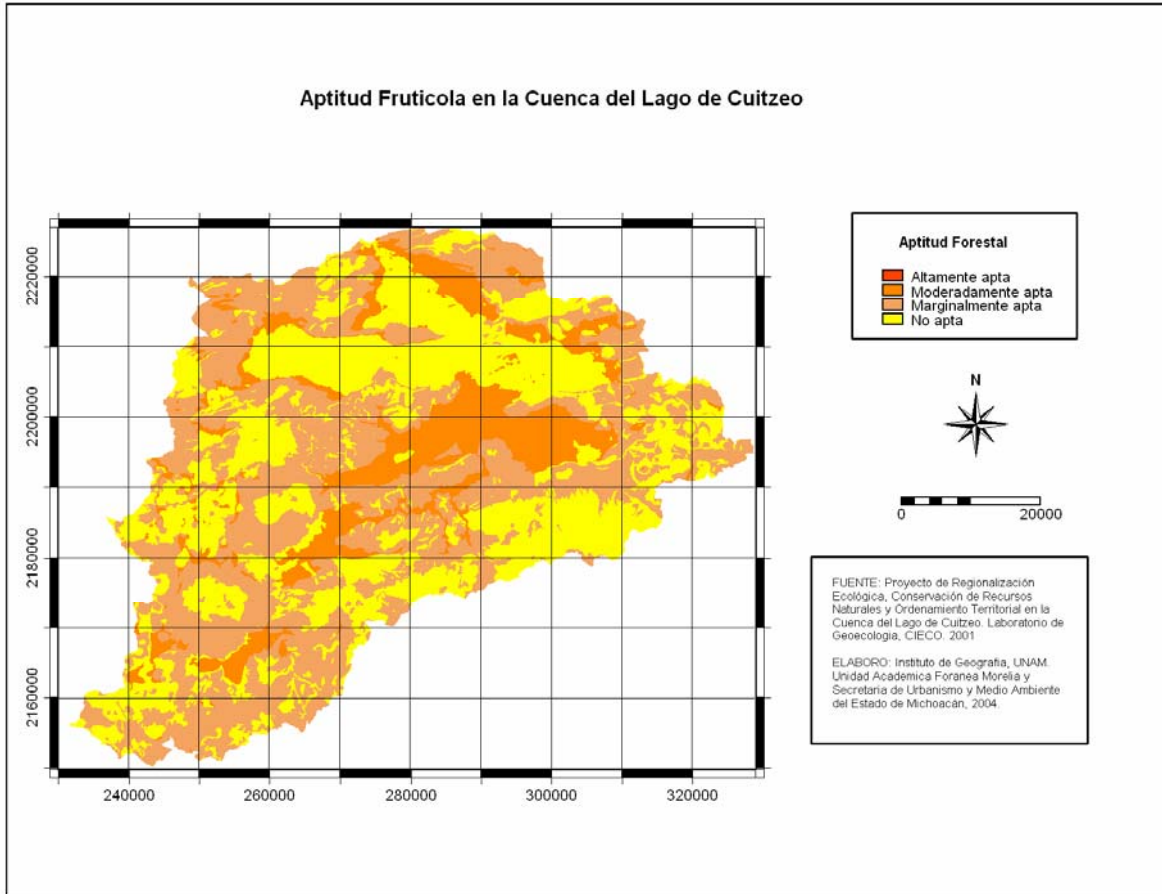 Aptitud Fruticola en la Cuenca del Lago de Cuitzeo
2220000
2200000
2180000
2160000
240000
260000
280000
300000
320000
Aptitud Forestal
Altamente apta
Moderadamente apta
Marginalmente apta
No apta
N
0
20000
FUENTE: Proyecto de Regionalización
Ecológica, Conservación de Recursos
Naturales y Ordenamiento Territorial en la
Cuenca del Lago de Cuitzeo. Laboratorio de
Geoecologia, CIECO. 2001
ELABORO: Instituto de Geografia, UNAM.
Unidad Academica Foranea Morelia y
Secretaria de Urbanismo y Medio Ambiente
del Estado de Michoacán, 2004.